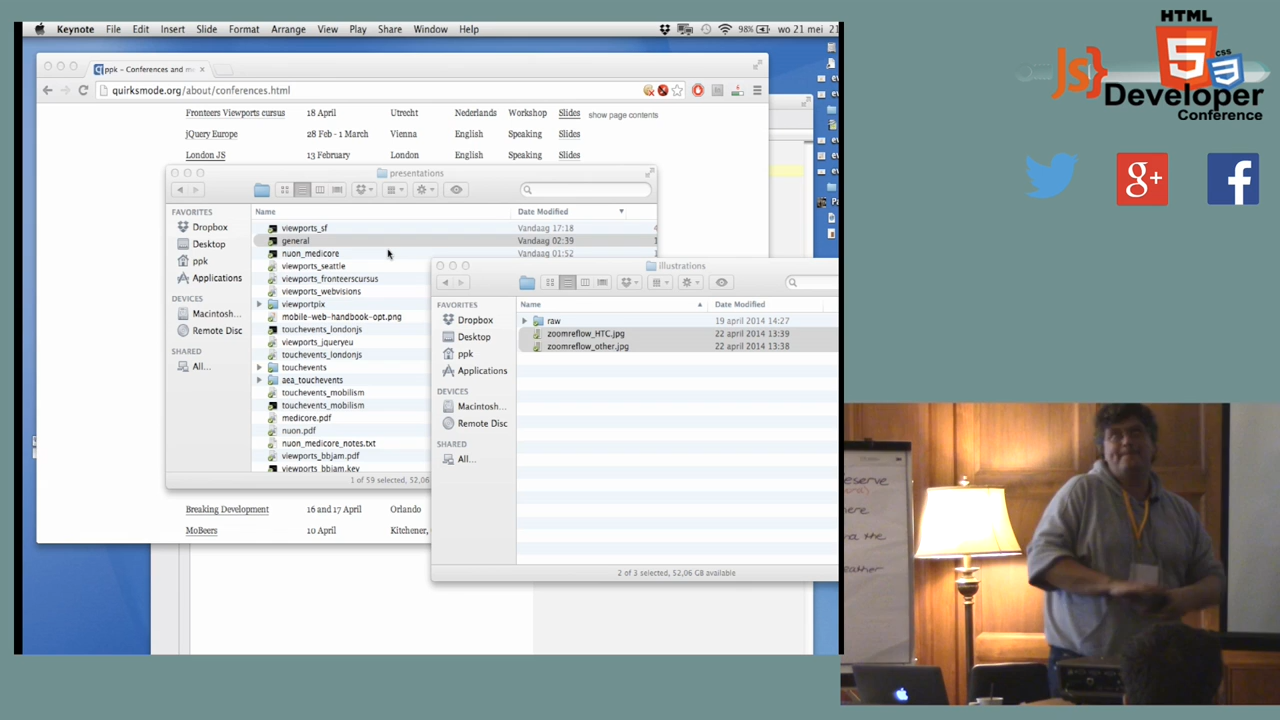 Keynote File Edit Insert Slide Format Arrange View Play Share Window Help 98% wo 21 mei 21
ppk – Conferences and m
quirksmode.org/about/conferences.html
Fronteers Viewports cursus 18 April Utrecht Nederlands Workshop Slides show page contents
jQuery Europe 28 Feb - 1 March Vienna English Speaking Slides
London JS 13 February London English Speaking Slides
presentations
FAVORITES
Dropbox
Desktop
ppk
Applications
DEVICES
Macintosh...
Remote Disc
SHARED
All...
Name Date Modified
viewports_sf Vandaag 17:18 4
general Vandaag 02:39 1
nuon_medicore Vandaag 01:52 1
viewports_seattle
viewports_fronteerscursus
viewports_webvisions
viewportpix
mobile-web-handbook-opt.png
touchevents_londonjs
viewports_jqueryeu
touchevents_londonjs
touchevents
aea_touchevents
touchevents_mobilism
touchevents_mobilism
medicore.pdf
nuon.pdf
nuon_medicore_notes.txt
viewports_bbjam.pdf
viewports_bbjam.key
1 of 59 selected, 52,06
illustrations
FAVORITES
Dropbox
Desktop
ppk
Applications
DEVICES
Macintosh...
Remote Disc
SHARED
All...
Name Date Modified
raw 19 april 2014 14:27
zoomreflow_HTC.jpg 22 april 2014 13:39
zoomreflow_other.jpg 22 april 2014 13:38
2 of 3 selected, 52,06 GB available
Breaking Development 16 and 17 April Orlando
MoBeers 10 April Kitchener,
HTML
JS} 5 css 3
Developer
Conference
g+ f
here